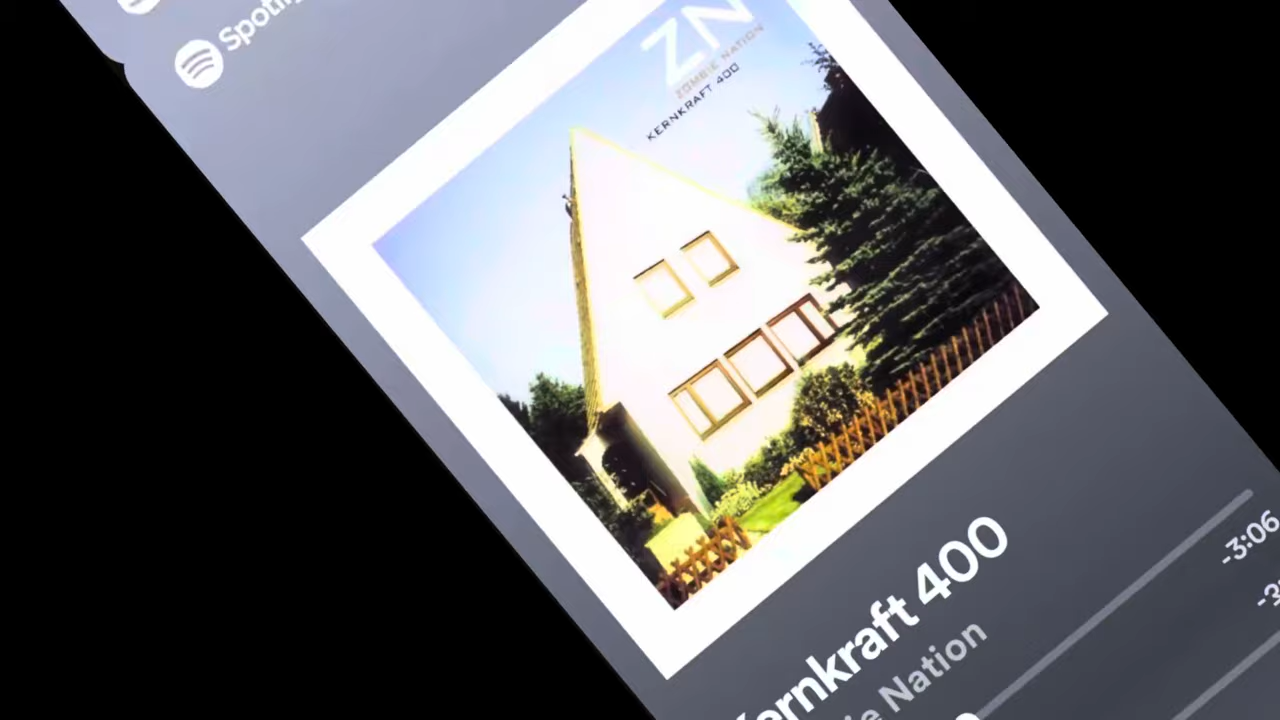 Spotify
ZN
ZOMBIE NATION
KERNKRAFT 400
Kernkraft 400
Nation
-3:06